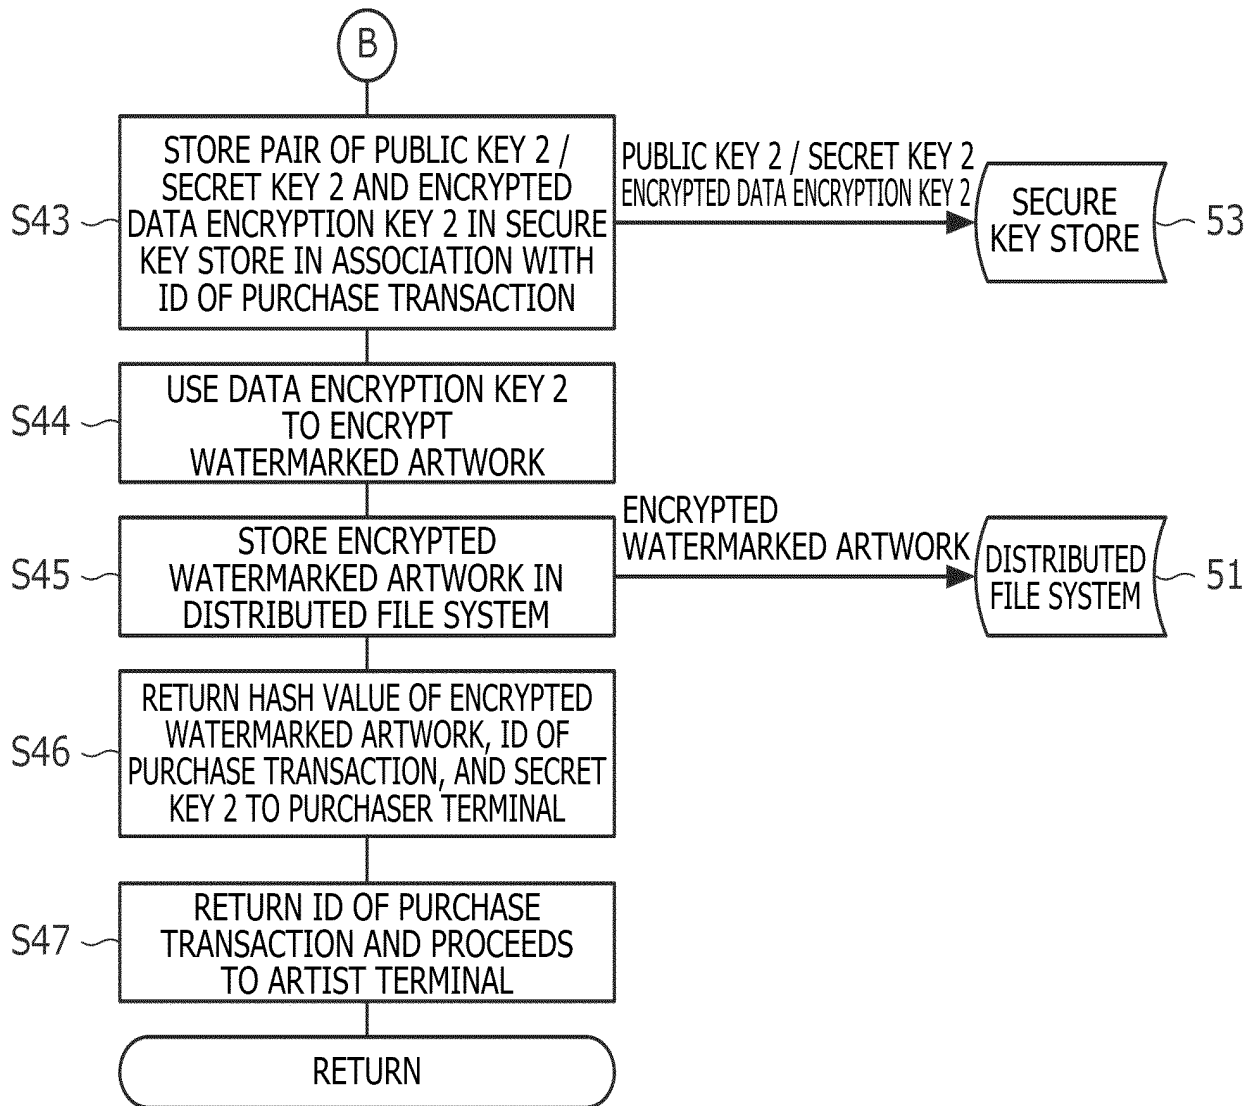 B
STORE PAIR OF PUBLIC KEY 2 /
SECRET KEY 2 AND ENCRYPTED
DATA ENCRYPTION KEY 2 IN SECURE
KEY STORE IN ASSOCIATION WITH
ID OF PURCHASE TRANSACTION
S43
PUBLIC KEY 2 / SECRET KEY 2
ENCRYPTED DATA ENCRYPTION KEY 2
SECURE
KEY STORE
53
S44
USE DATA ENCRYPTION KEY 2
TO ENCRYPT
WATERMARKED ARTWORK
S45
STORE ENCRYPTED
WATERMARKED ARTWORK IN
DISTRIBUTED FILE SYSTEM
ENCRYPTED
WATERMARKED ARTWORK
DISTRIBUTED
FILE SYSTEM
51
S46
RETURN HASH VALUE OF ENCRYPTED
WATERMARKED ARTWORK, ID OF
PURCHASE TRANSACTION, AND SECRET
KEY 2 TO PURCHASER TERMINAL
S47
RETURN ID OF PURCHASE
TRANSACTION AND PROCEEDS
TO ARTIST TERMINAL
RETURN